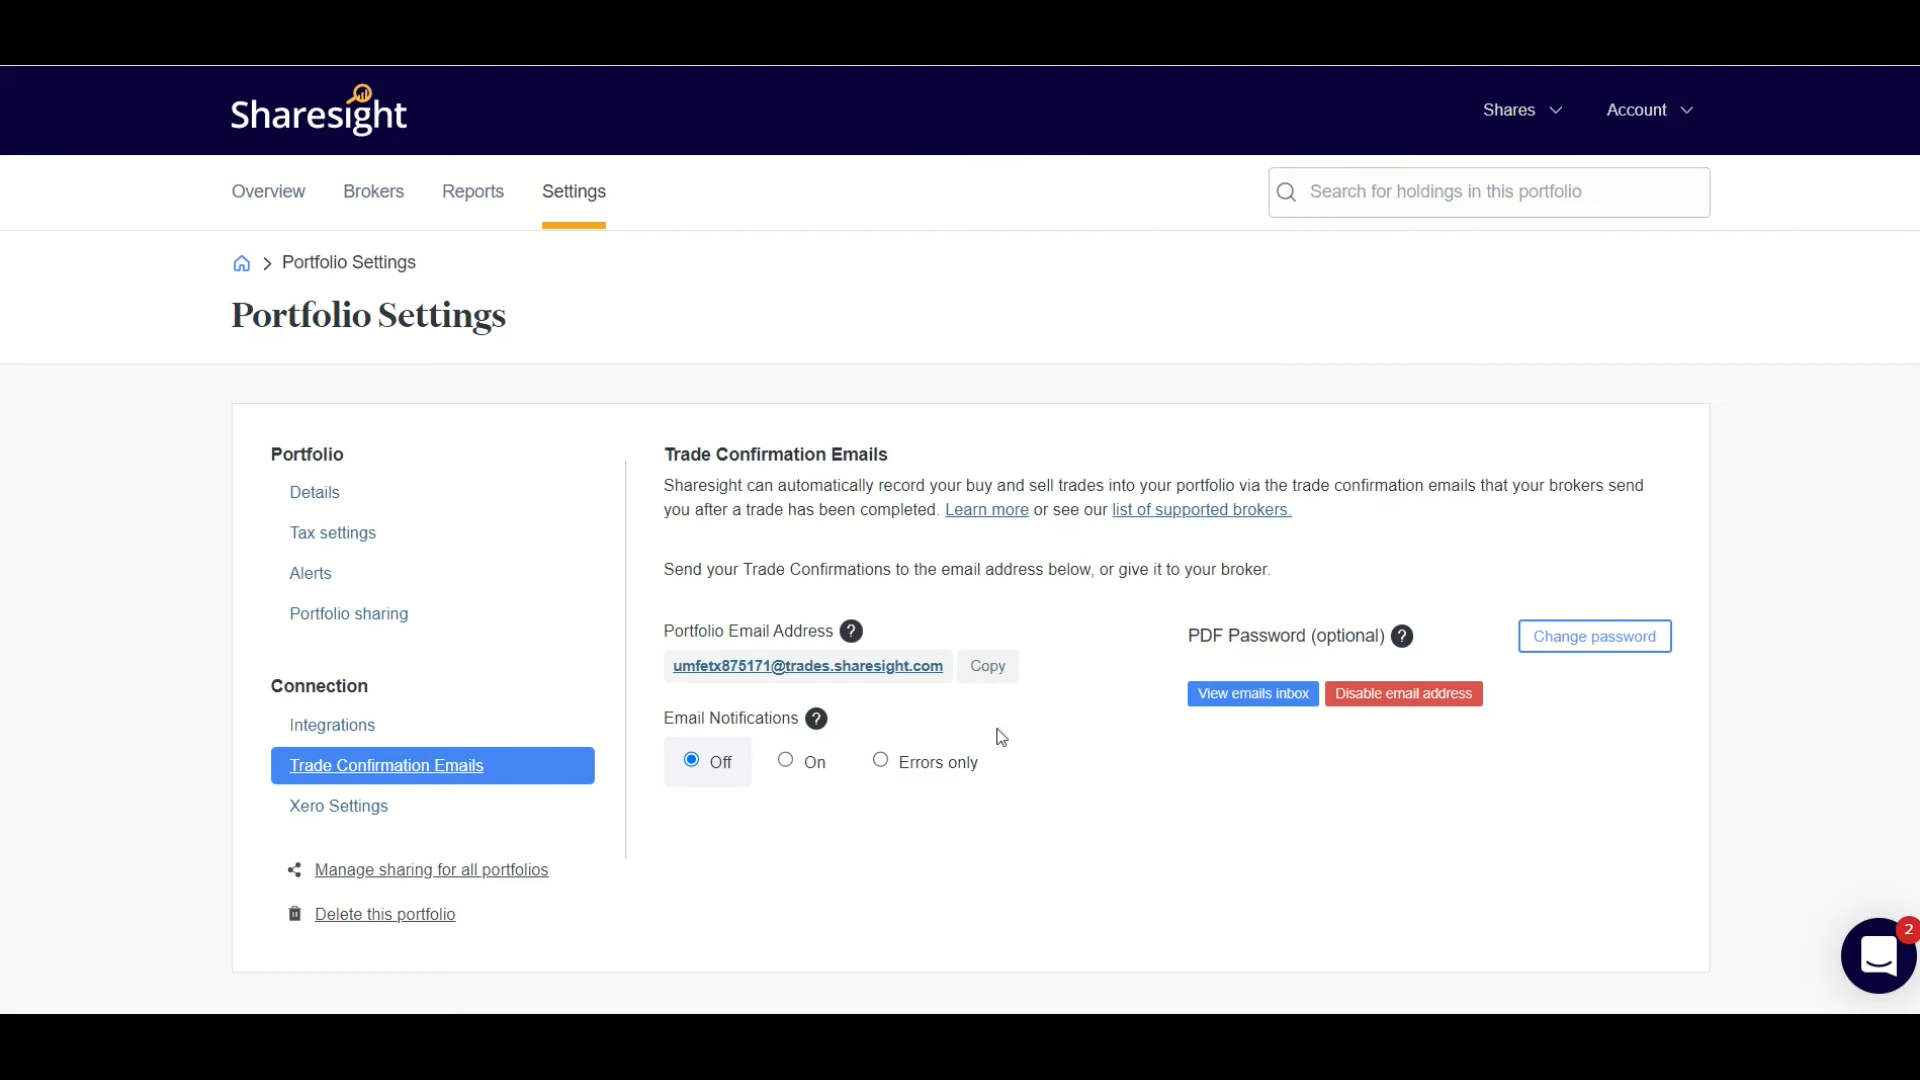 Sharesight
Shares
Account
Overview
Brokers
Reports
Settings
Search for holdings in this portfolio
Portfolio Settings
Portfolio Settings
Portfolio
Details
Tax settings
Alerts
Portfolio sharing
Connection
Integrations
Trade Confirmation Emails
Xero Settings
Manage sharing for all portfolios
Delete this portfolio
Trade Confirmation Emails
Sharesight can automatically record your buy and sell trades into your portfolio via the trade confirmation emails that your brokers send
you after a trade has been completed. Learn more or see our list of supported brokers.
Send your Trade Confirmations to the email address below, or give it to your broker.
Portfolio Email Address ?
umfetx875171@trades.sharesight.com
Copy
Email Notifications ?
Off
On
Errors only
PDF Password (optional) ?
Change password
View emails inbox
Disable email address
2